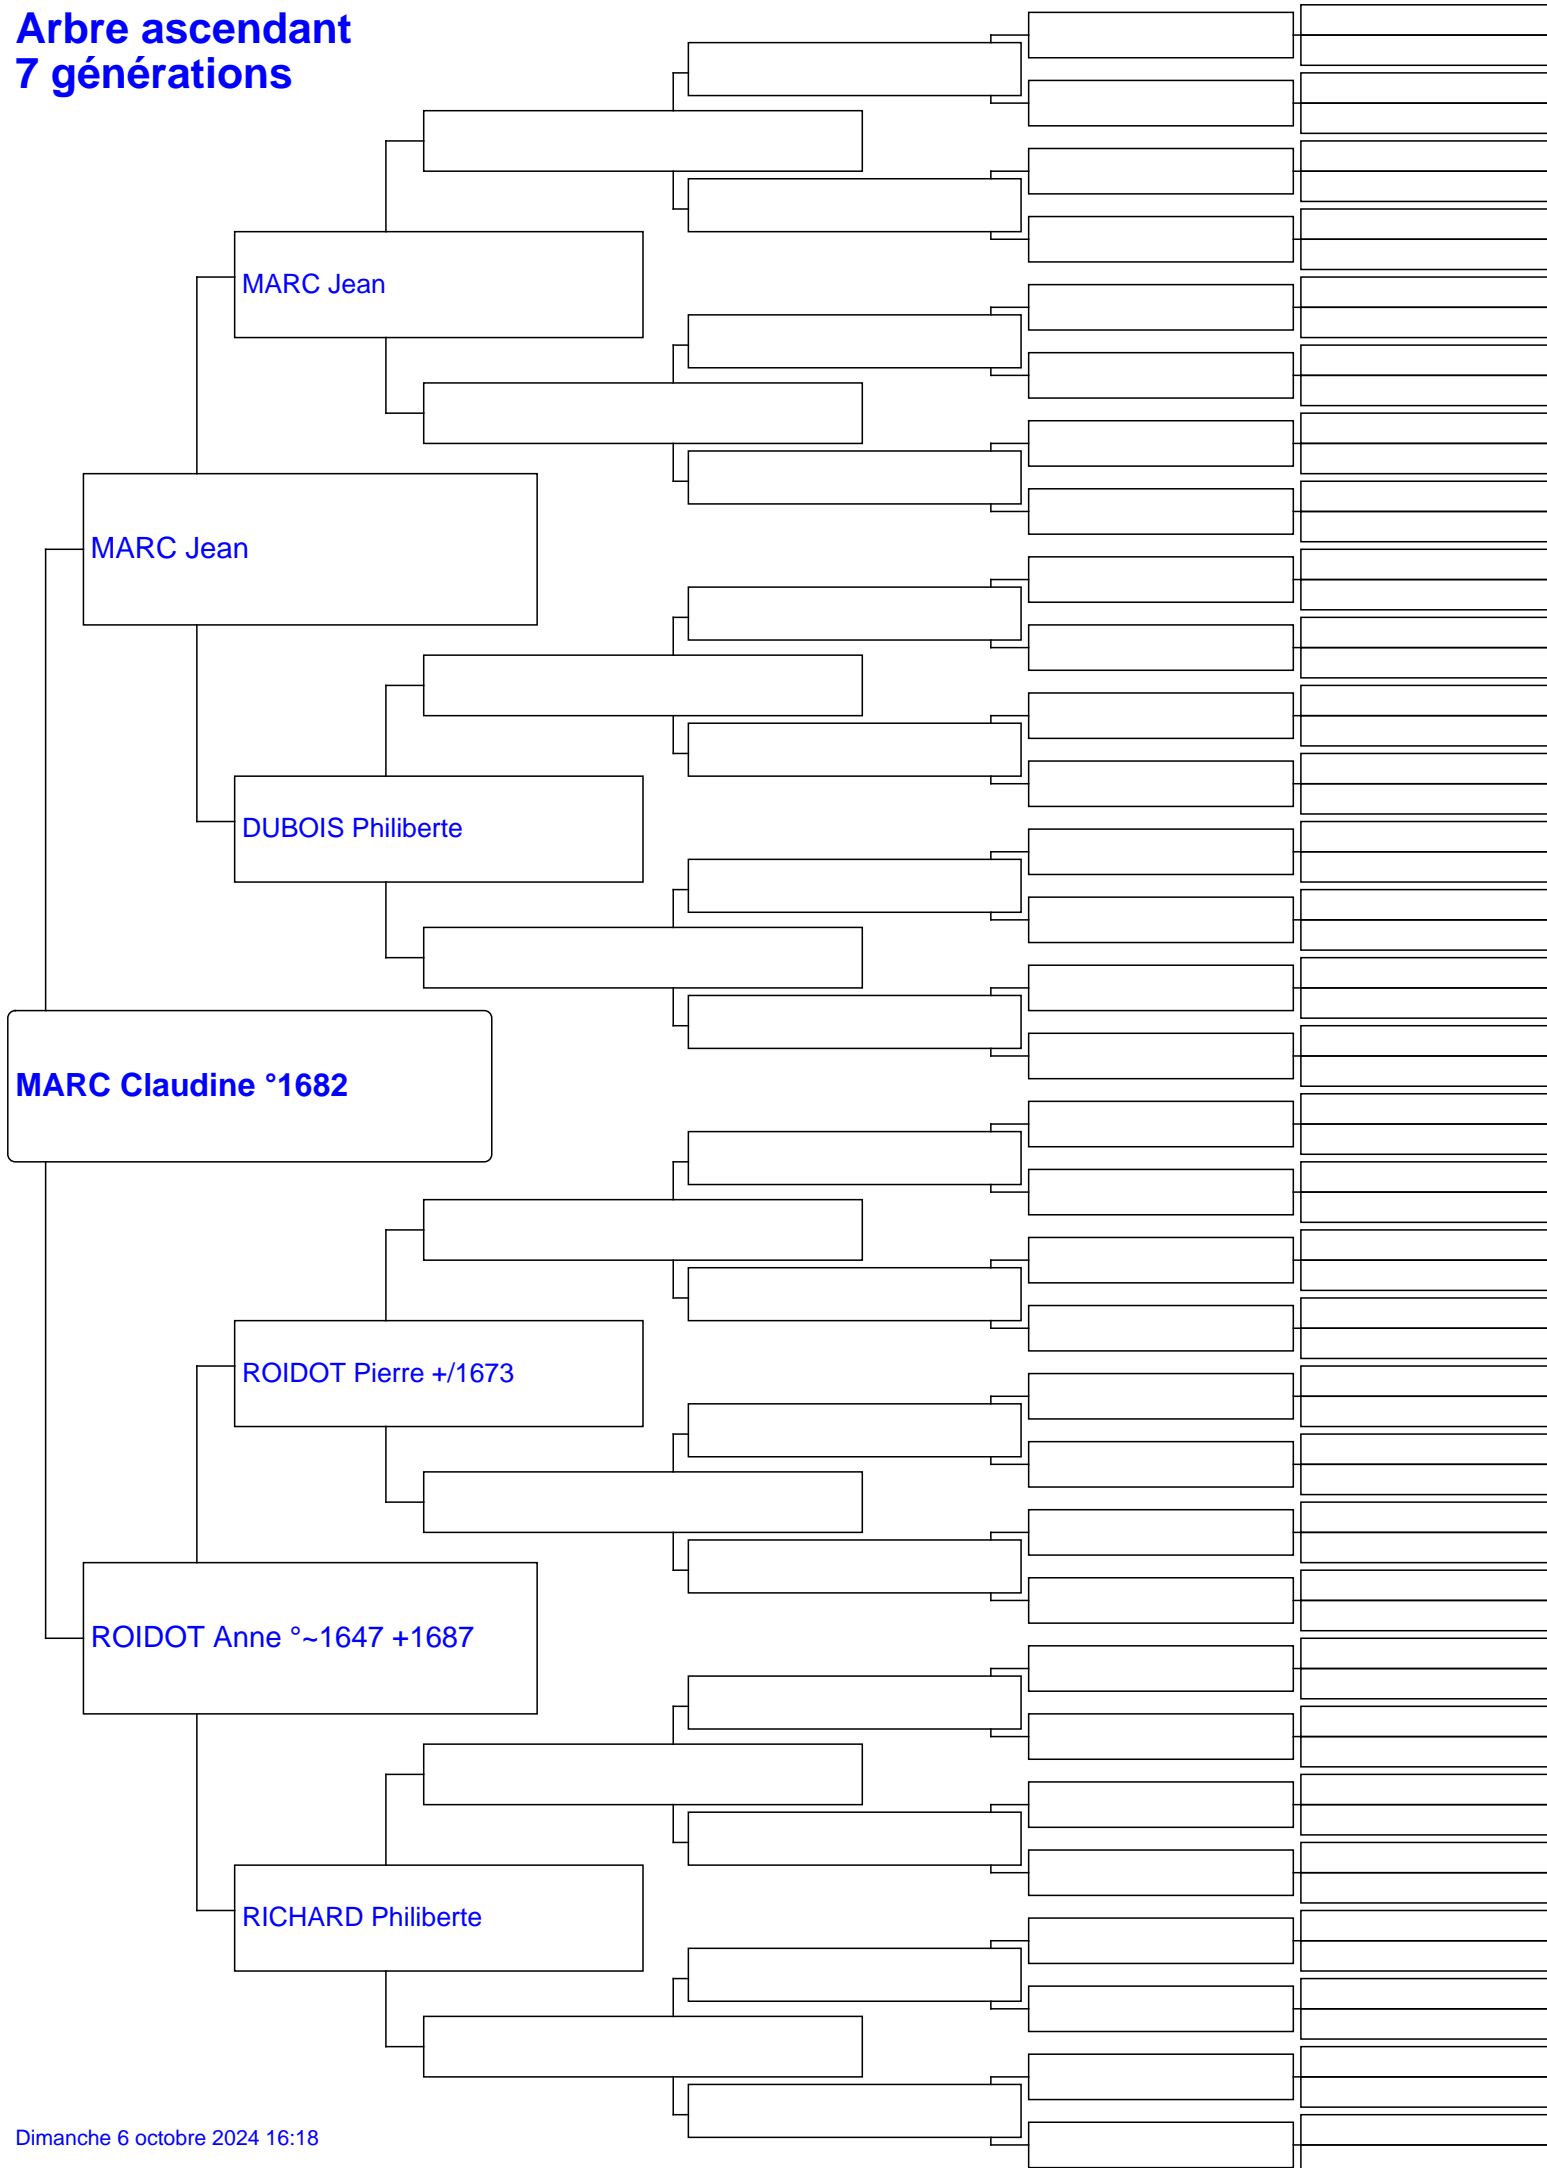 Arbre ascendant
7 générations
MARC Jean
MARC Jean
DUBOIS Philiberte
MARC Claudine °1682
ROIDOT Pierre +/1673
ROIDOT Anne °~1647 +1687
RICHARD Philiberte
Dimanche 6 octobre 2024 16:18